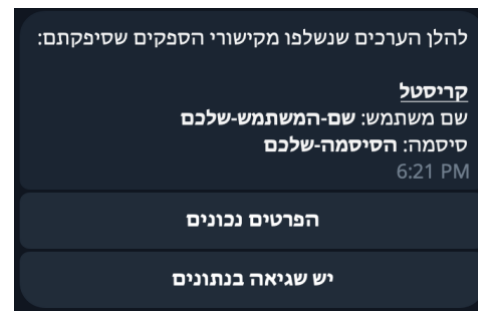 להלן הערכים שנשלפו מקישורי הספקים שסיפקתם:
קריסטל
שם משתמש: שם-המשתמש-שלכם
סיסמה: הסיסמה-שלכם
6:21 PM
הפרטים נכונים
יש שגיאה בנתונים